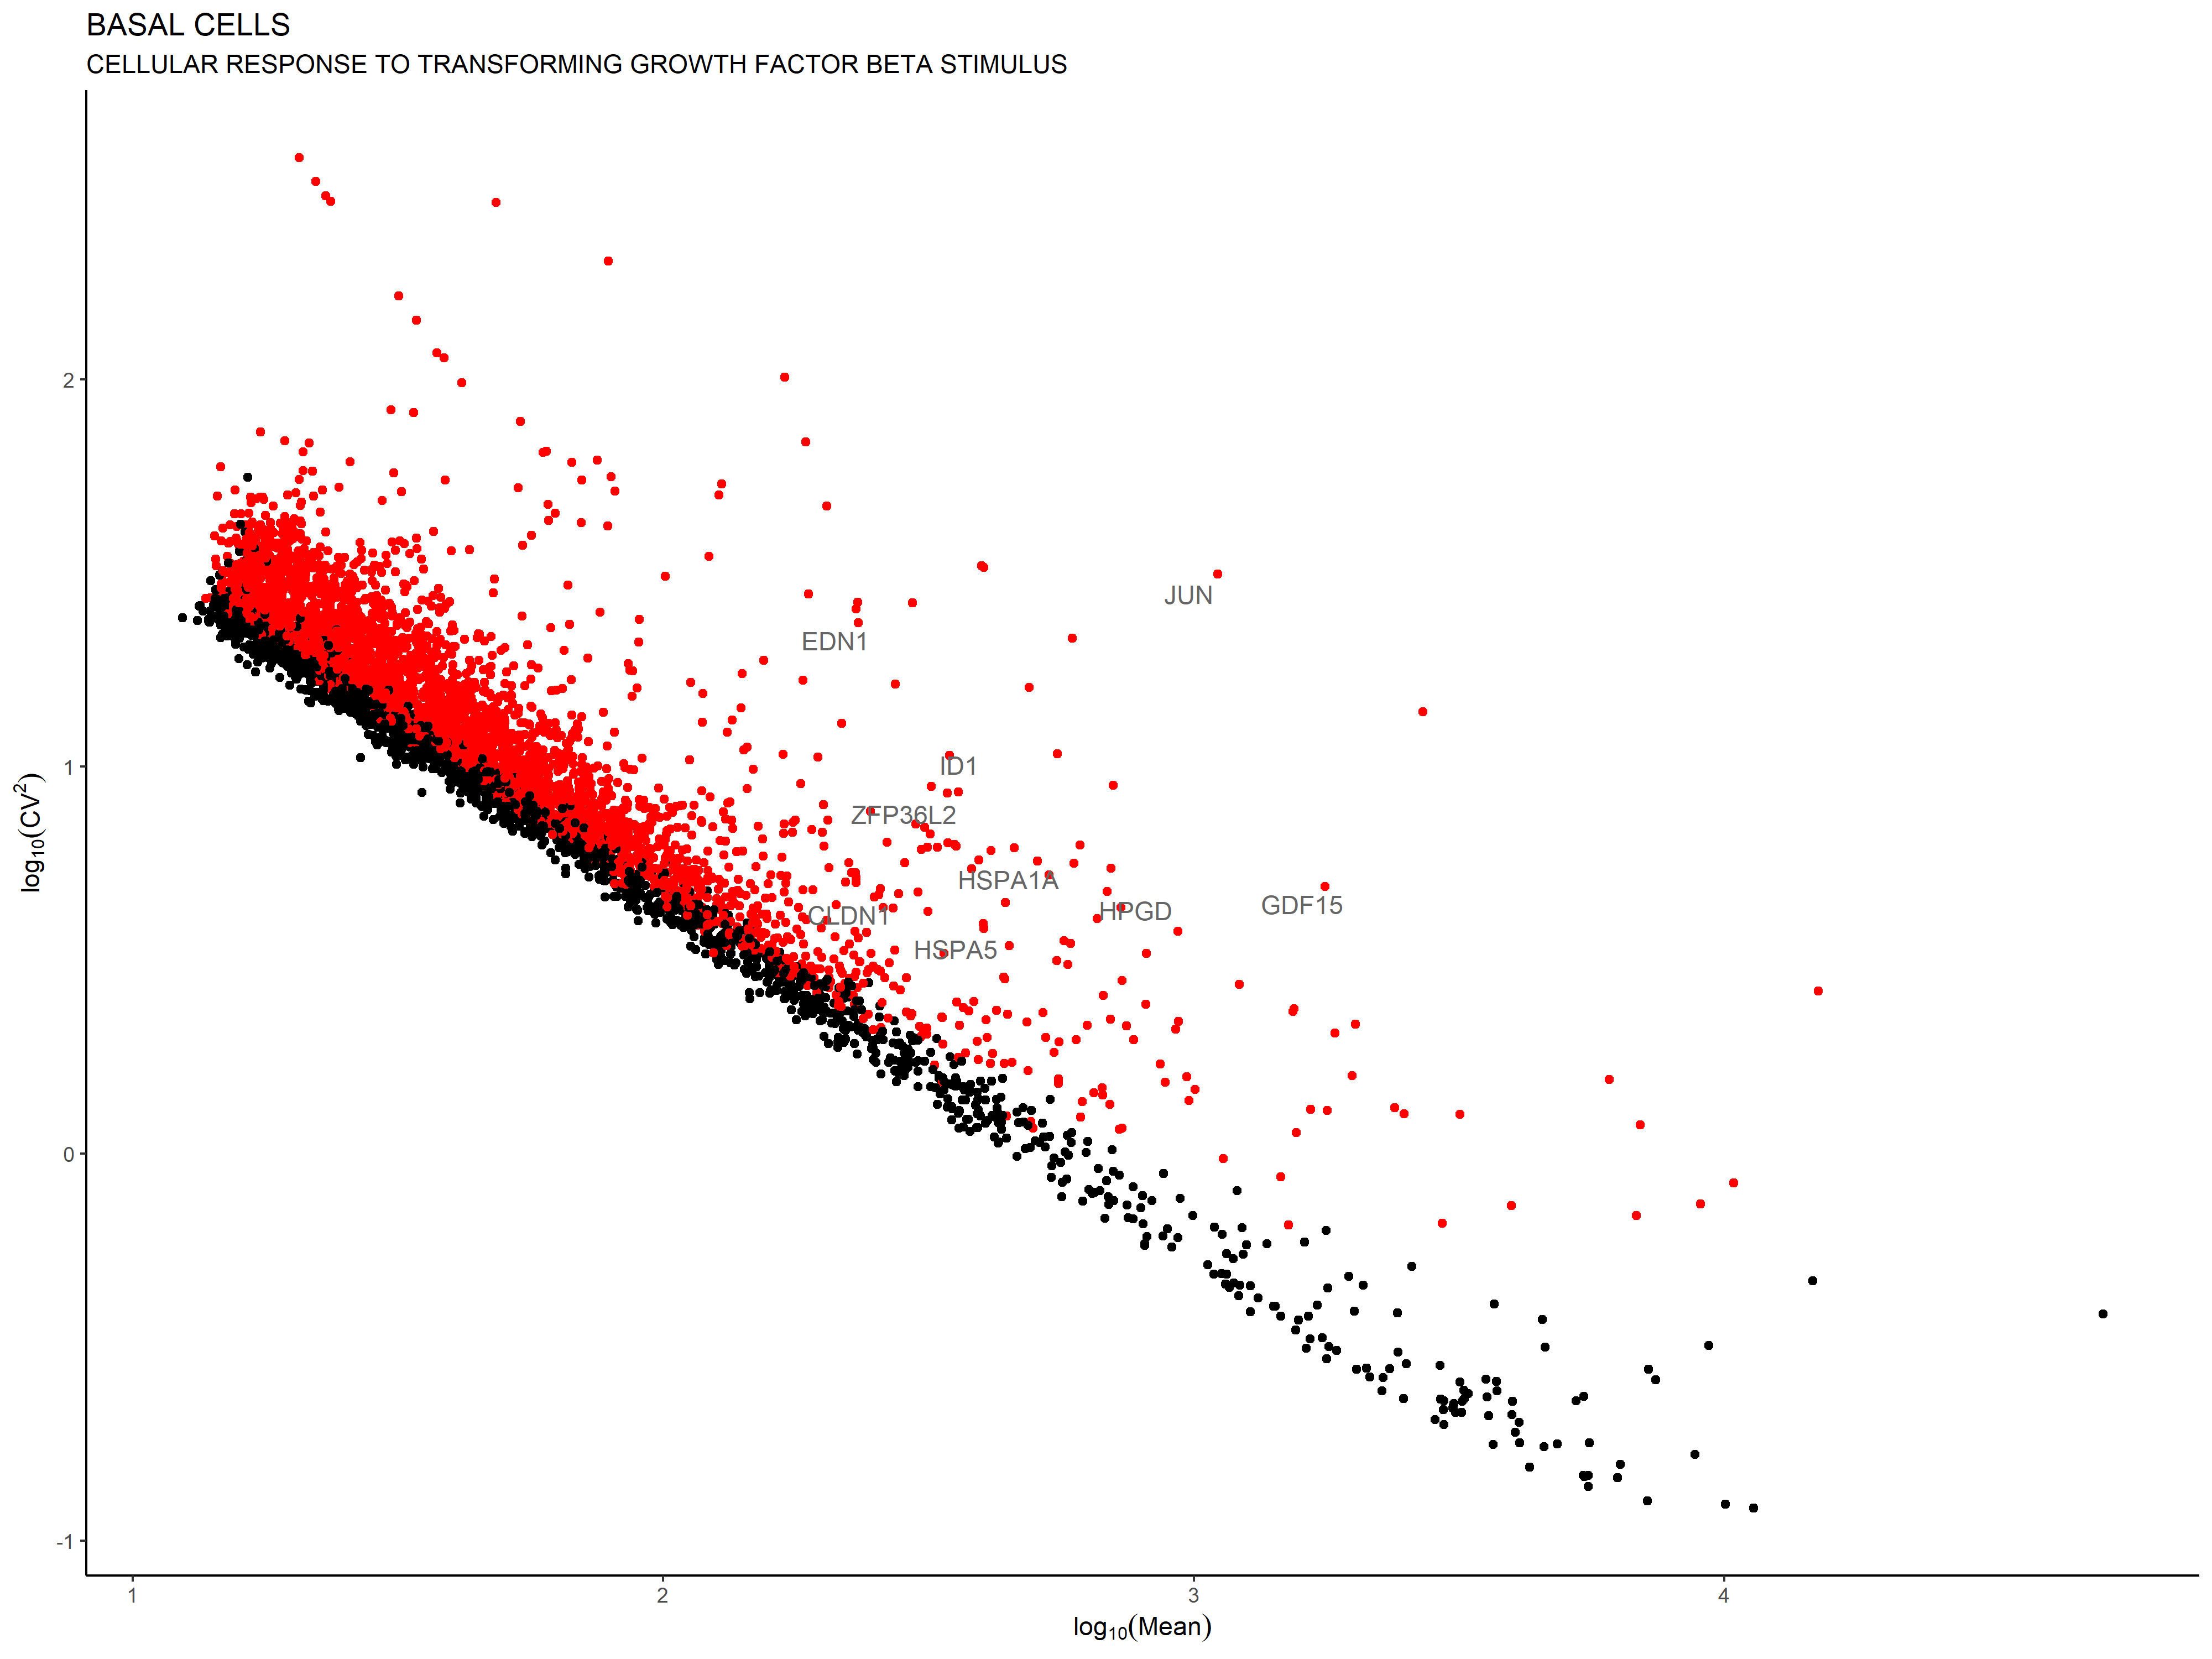 BASAL CELLS
CELLULAR RESPONSE TO TRANSFORMING GROWTH FACTOR BETA STIMULUS
2
1
0
-1
log10(CV2)
JUN
EDN1
ID1
ZFP36L2
HSPA1A
CLDN1
HPGD
GDF15
HSPA5
1
2
3
4
log10(Mean)